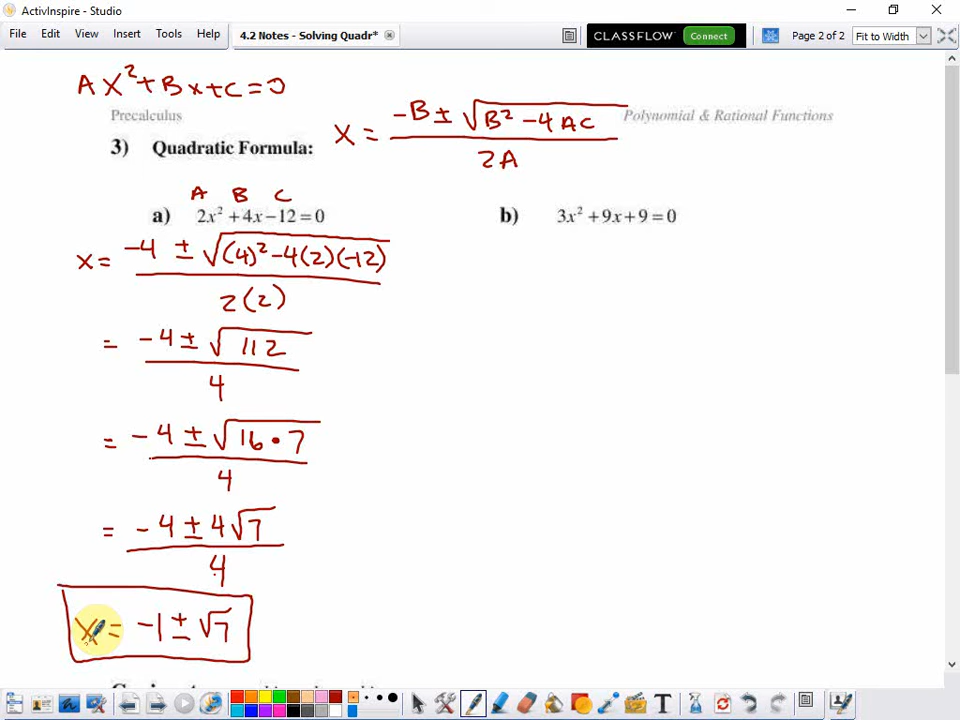 ActivInspire - Studio
File Edit View Insert Tools Help 4.2 Notes - Solving Quadr* CLASSFLOW Connect Page 2 of 2 Fit to Width
AX²+Bx+C=0
Precalculus Polynomial & Rational Functions
X = (-B ± √(B² - 4AC)) / 2A
3) Quadratic Formula:
A B C
a) 2x² + 4x − 12 = 0 b) 3x² + 9x + 9 = 0
x = (-4 ± √((4)² - 4(2)(-12))) / 2(2)
= (-4 ± √112) / 4
= (-4 ± √(16 • 7)) / 4
= (-4 ± 4√7) / 4
X = -1 ± √7